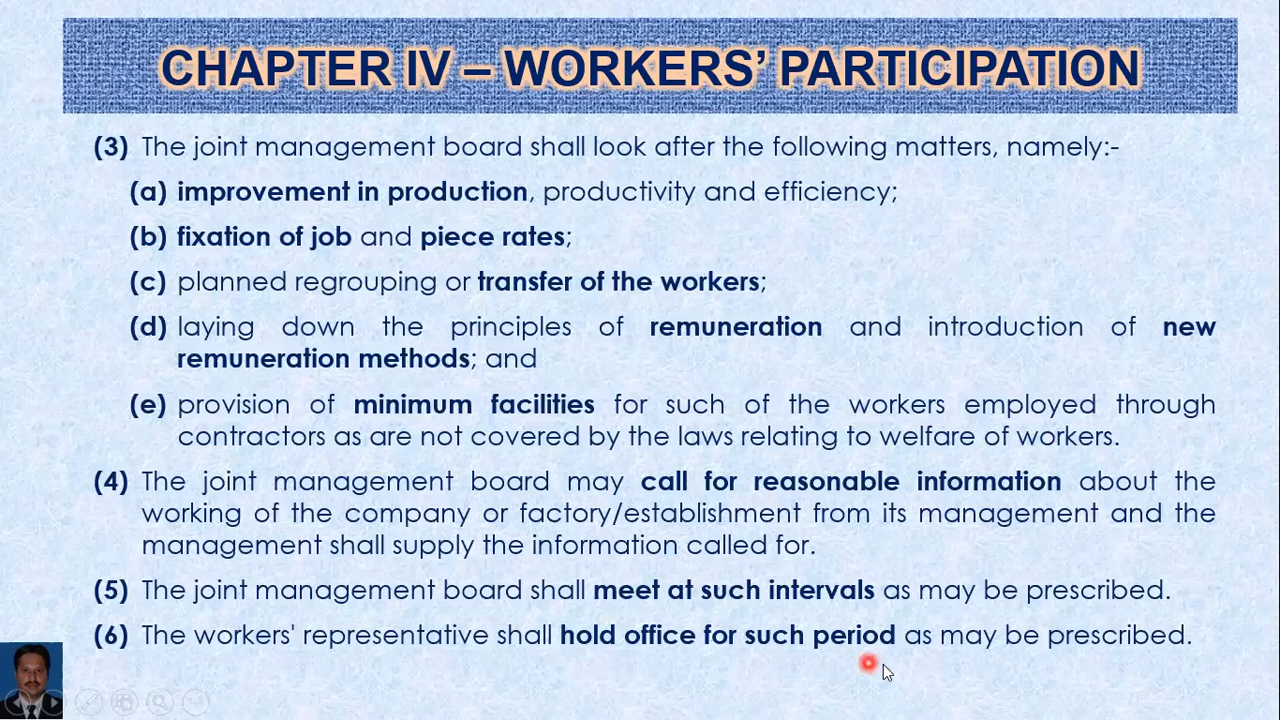 CHAPTER IV – WORKERS’ PARTICIPATION
(3) The joint management board shall look after the following matters, namely:-
(a) improvement in production, productivity and efficiency;
(b) fixation of job and piece rates;
(c) planned regrouping or transfer of the workers;
(d) laying down the principles of remuneration and introduction of new
remuneration methods; and
(e) provision of minimum facilities for such of the workers employed through
contractors as are not covered by the laws relating to welfare of workers.
(4) The joint management board may call for reasonable information about the
working of the company or factory/establishment from its management and the
management shall supply the information called for.
(5) The joint management board shall meet at such intervals as may be prescribed.
(6) The workers' representative shall hold office for such period as may be prescribed.